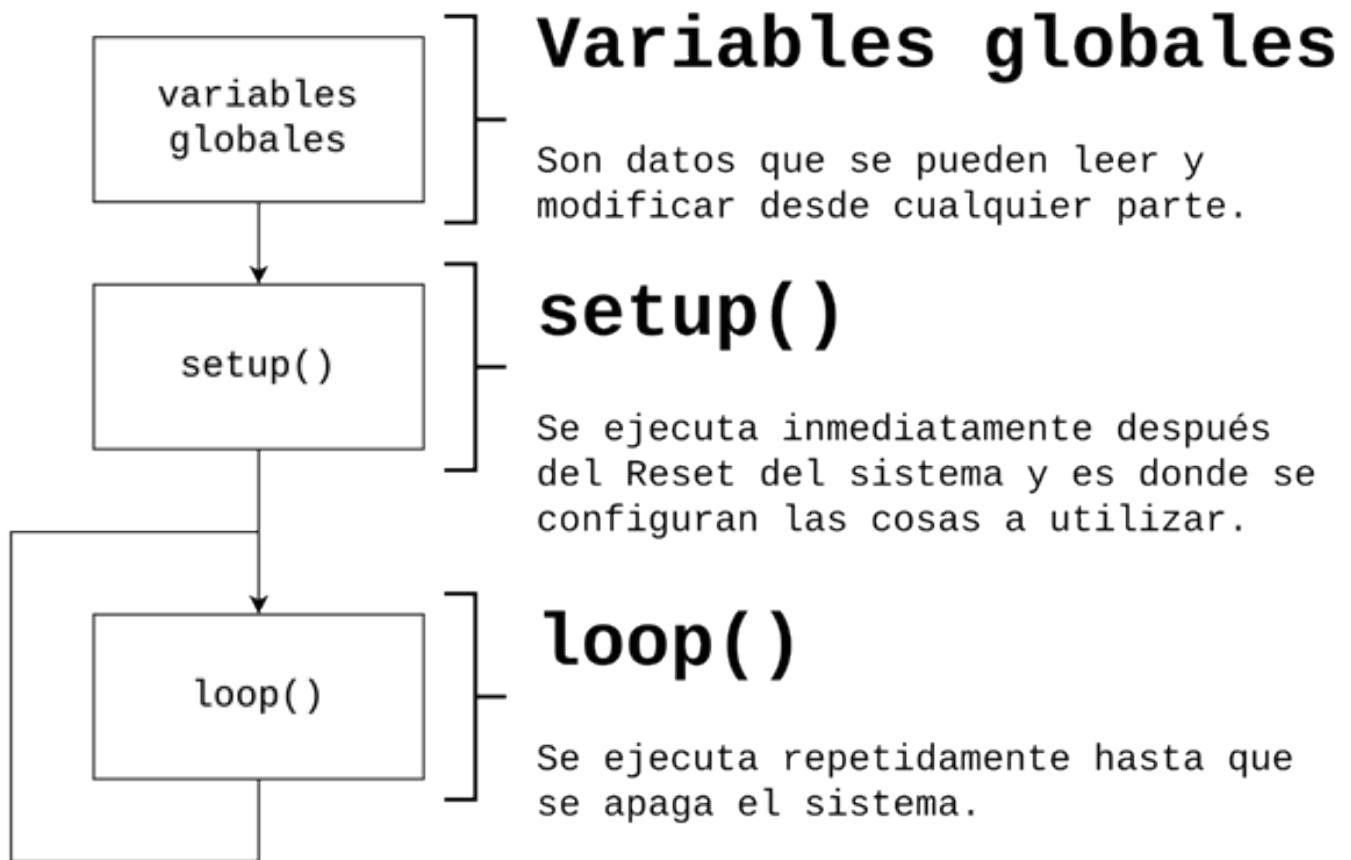 variables
globales
Variables globales
Son datos que se pueden leer y
modificar desde cualquier parte.
setup()
setup()
Se ejecuta inmediatamente después
del Reset del sistema y es donde se
configuran las cosas a utilizar.
loop()
loop()
Se ejecuta repetidamente hasta que
se apaga el sistema.